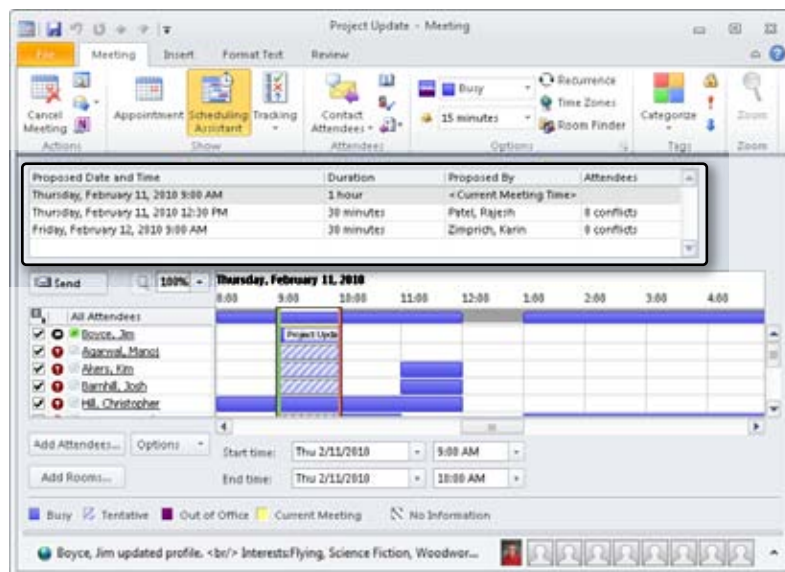 Project Update - Meeting
File Meeting Insert Format Text Review
Cancel Meeting
Actions
Appointment Scheduling Assistant Tracking
Show
Contact Attendees
Attendees
Busy
15 minutes
Recurrence
Time Zones
Room Finder
Options
Categorize
Tags
Zoom
Zoom
Proposed Date and Time Duration Proposed By Attendees
Thursday, February 11, 2010 9:00 AM 1 hour <Current Meeting Time>
Thursday, February 11, 2010 12:30 PM 30 minutes Patel, Rajesh 0 conflicts
Friday, February 12, 2010 9:00 AM 30 minutes Zimprich, Karin 0 conflicts
Send 100% Thursday, February 11, 2010
8:00 9:00 10:00 11:00 12:00 1:00 2:00 3:00 4:00
All Attendees
Boyce, Jim Project Upda
Agarwal, Manoj
Akers, Kim
Barnhill, Josh
Hill, Christopher
Add Attendees... Options Start time: Thu 2/11/2010 9:00 AM
Add Rooms... End time: Thu 2/11/2010 10:00 AM
Busy Tentative Out of Office Current Meeting No Information
Boyce, Jim updated profile. <br/> Interests:Flying, Science Fiction, Woodwor...